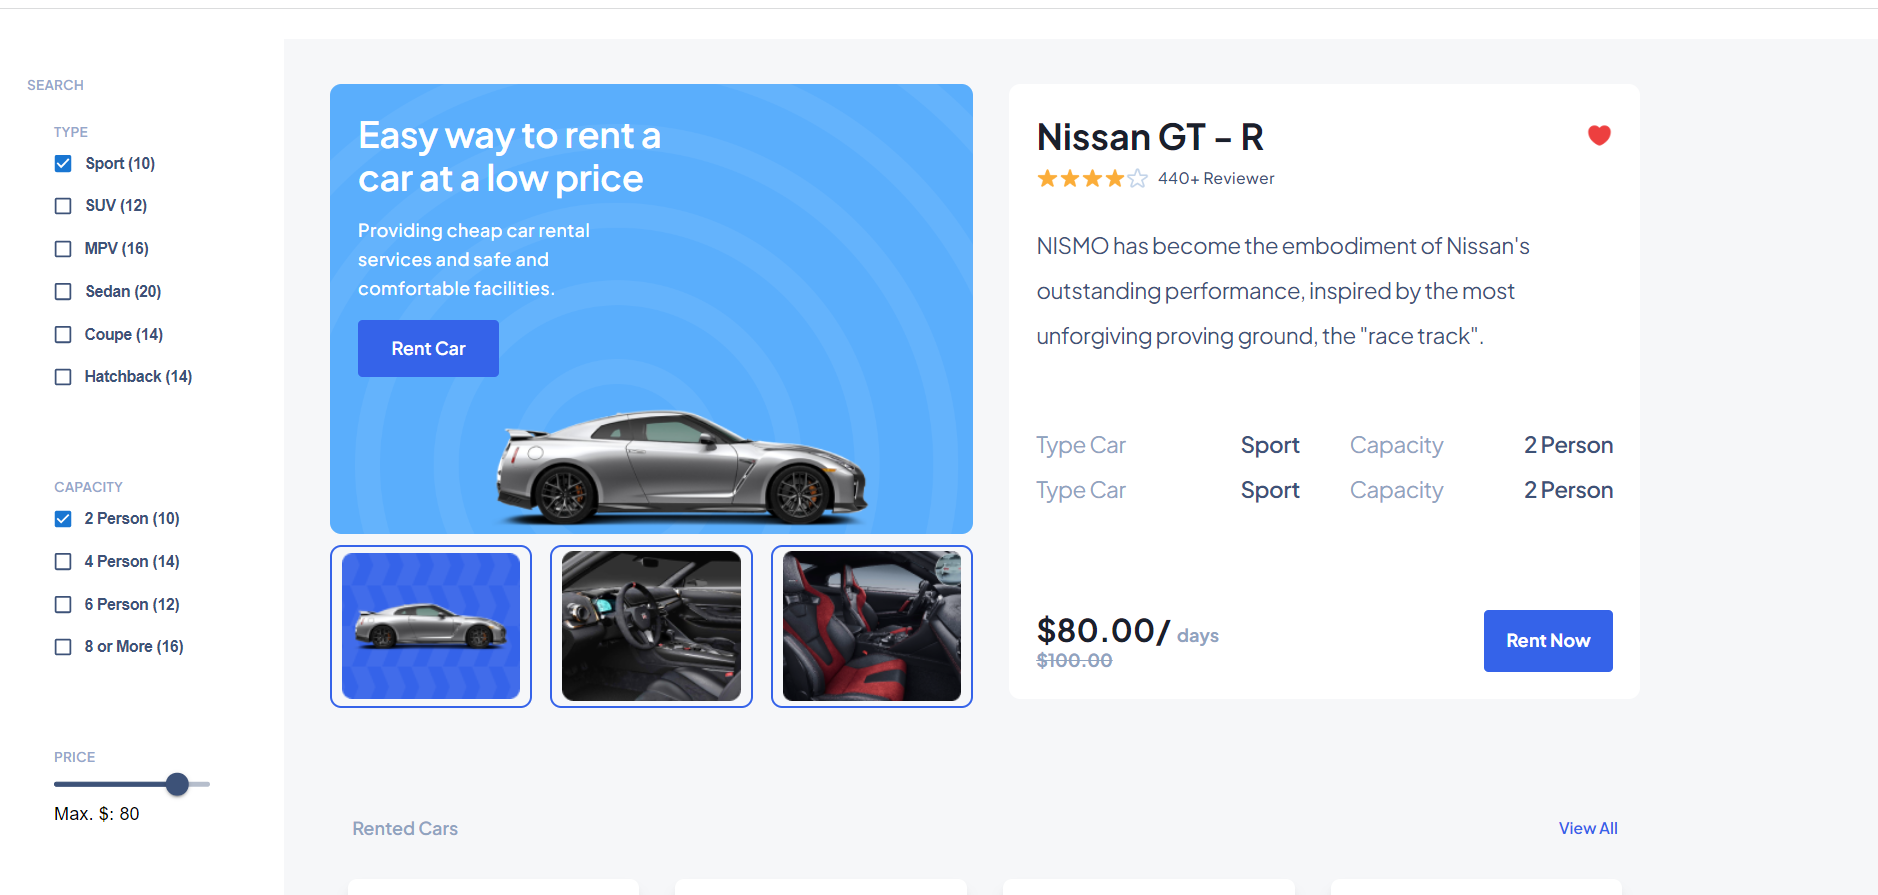 SEARCH
TYPE
Sport (10)
SUV (12)
MPV (16)
Sedan (20)
Coupe (14)
Hatchback (14)
CAPACITY
2 Person (10)
4 Person (14)
6 Person (12)
8 or More (16)
PRICE
Max. $: 80
Easy way to rent a
car at a low price
Providing cheap car rental
services and safe and
comfortable facilities.
Rent Car
Nissan GT – R
440+ Reviewer
NISMO has become the embodiment of Nissan's
outstanding performance, inspired by the most
unforgiving proving ground, the "race track".
Type Car Sport Capacity 2 Person
Type Car Sport Capacity 2 Person
$80.00/ days
$100.00
Rent Now
Rented Cars
View All